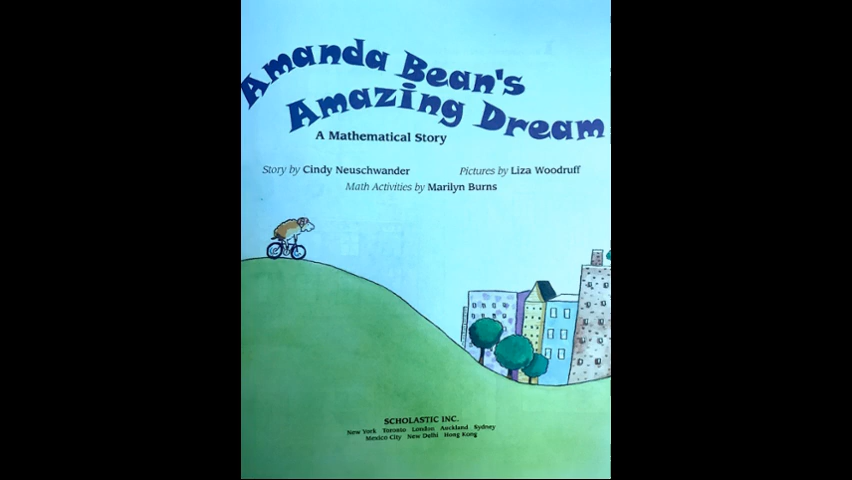 Amanda Bean's
Amazing Dream
A Mathematical Story
Story by Cindy Neuschwander Pictures by Liza Woodruff
Math Activities by Marilyn Burns
SCHOLASTIC INC.
New York Toronto London Auckland Sydney
Mexico City New Delhi Hong Kong